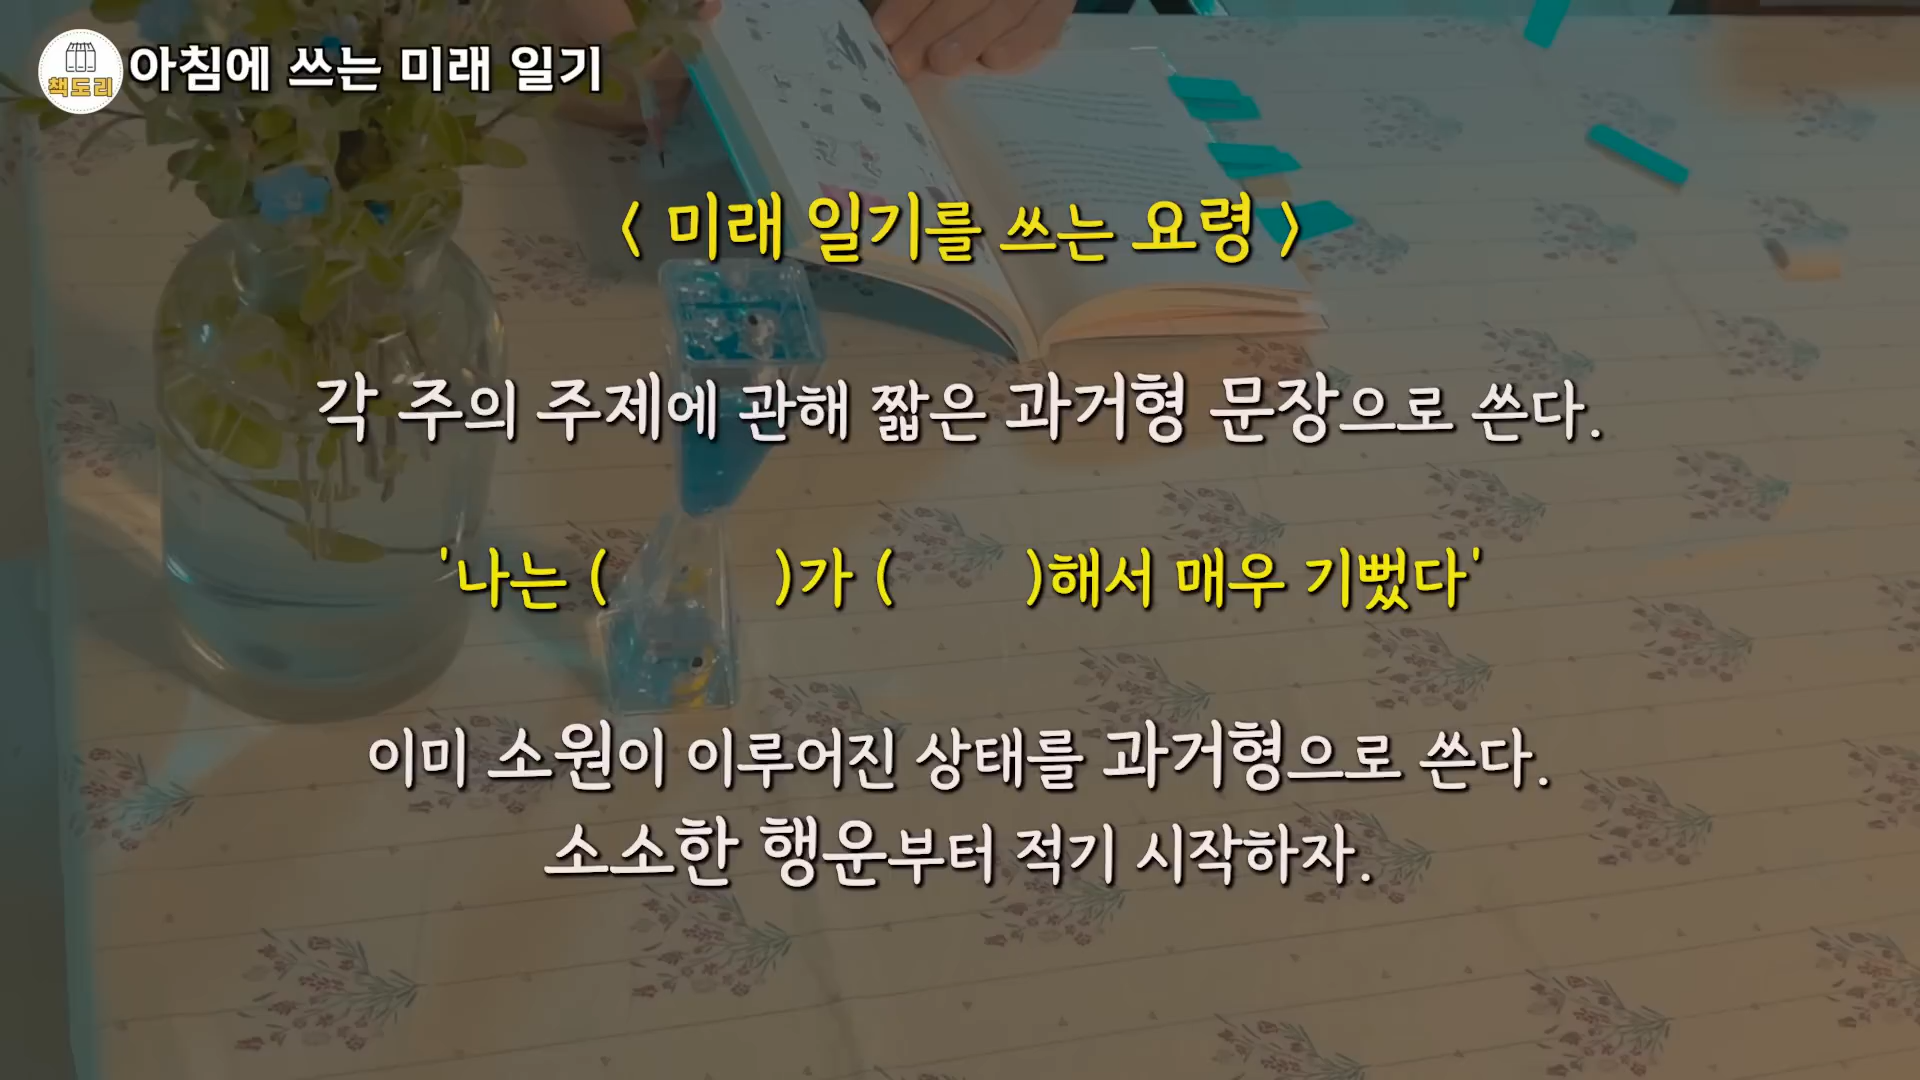 책도리
아침에 쓰는 미래 일기
< 미래 일기를 쓰는 요령 >
각 주의 주제에 관해 짧은 과거형 문장으로 쓴다.
'나는 ( )가 ( )해서 매우 기뻤다'
이미 소원이 이루어진 상태를 과거형으로 쓴다.
소소한 행운부터 적기 시작하자.